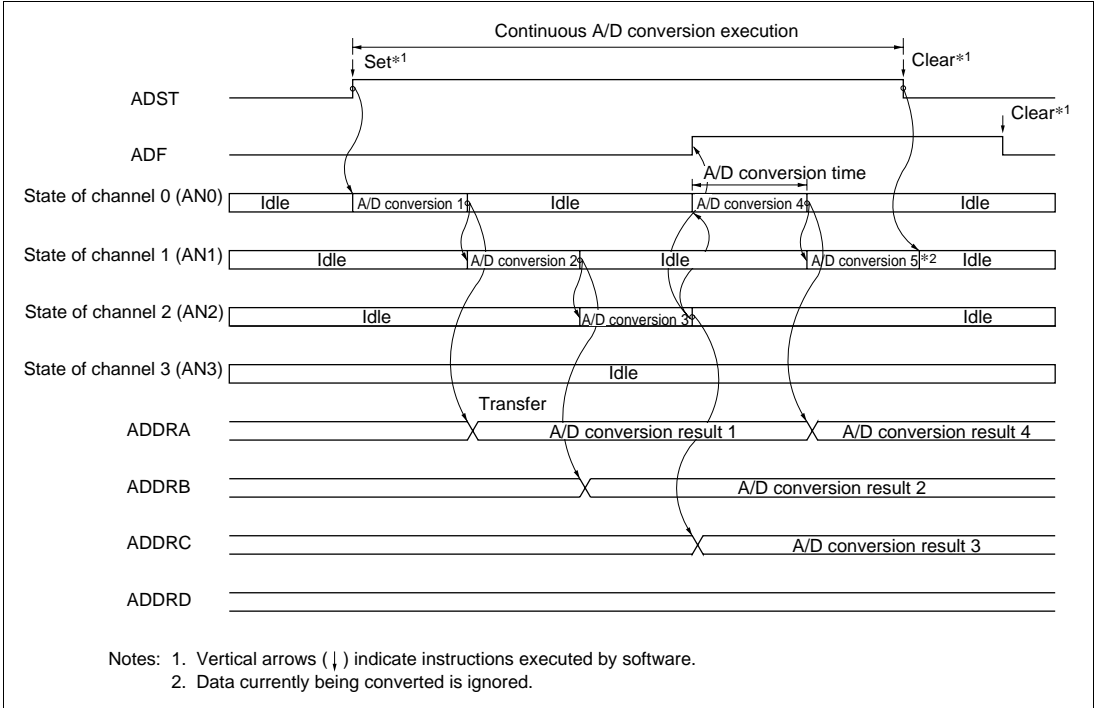 Continuous A/D conversion execution
Set*1
Clear*1
ADST
Clear*1
ADF
A/D conversion time
State of channel 0 (AN0)
Idle
A/D conversion 1
Idle
A/D conversion 4
Idle
State of channel 1 (AN1)
Idle
A/D conversion 2
Idle
A/D conversion 5
*2
Idle
State of channel 2 (AN2)
Idle
A/D conversion 3
Idle
State of channel 3 (AN3)
Idle
Transfer
ADDRA
A/D conversion result 1
A/D conversion result 4
ADDRB
A/D conversion result 2
ADDRC
A/D conversion result 3
ADDRD
Notes: 1. Vertical arrows (↓) indicate instructions executed by software.
2. Data currently being converted is ignored.